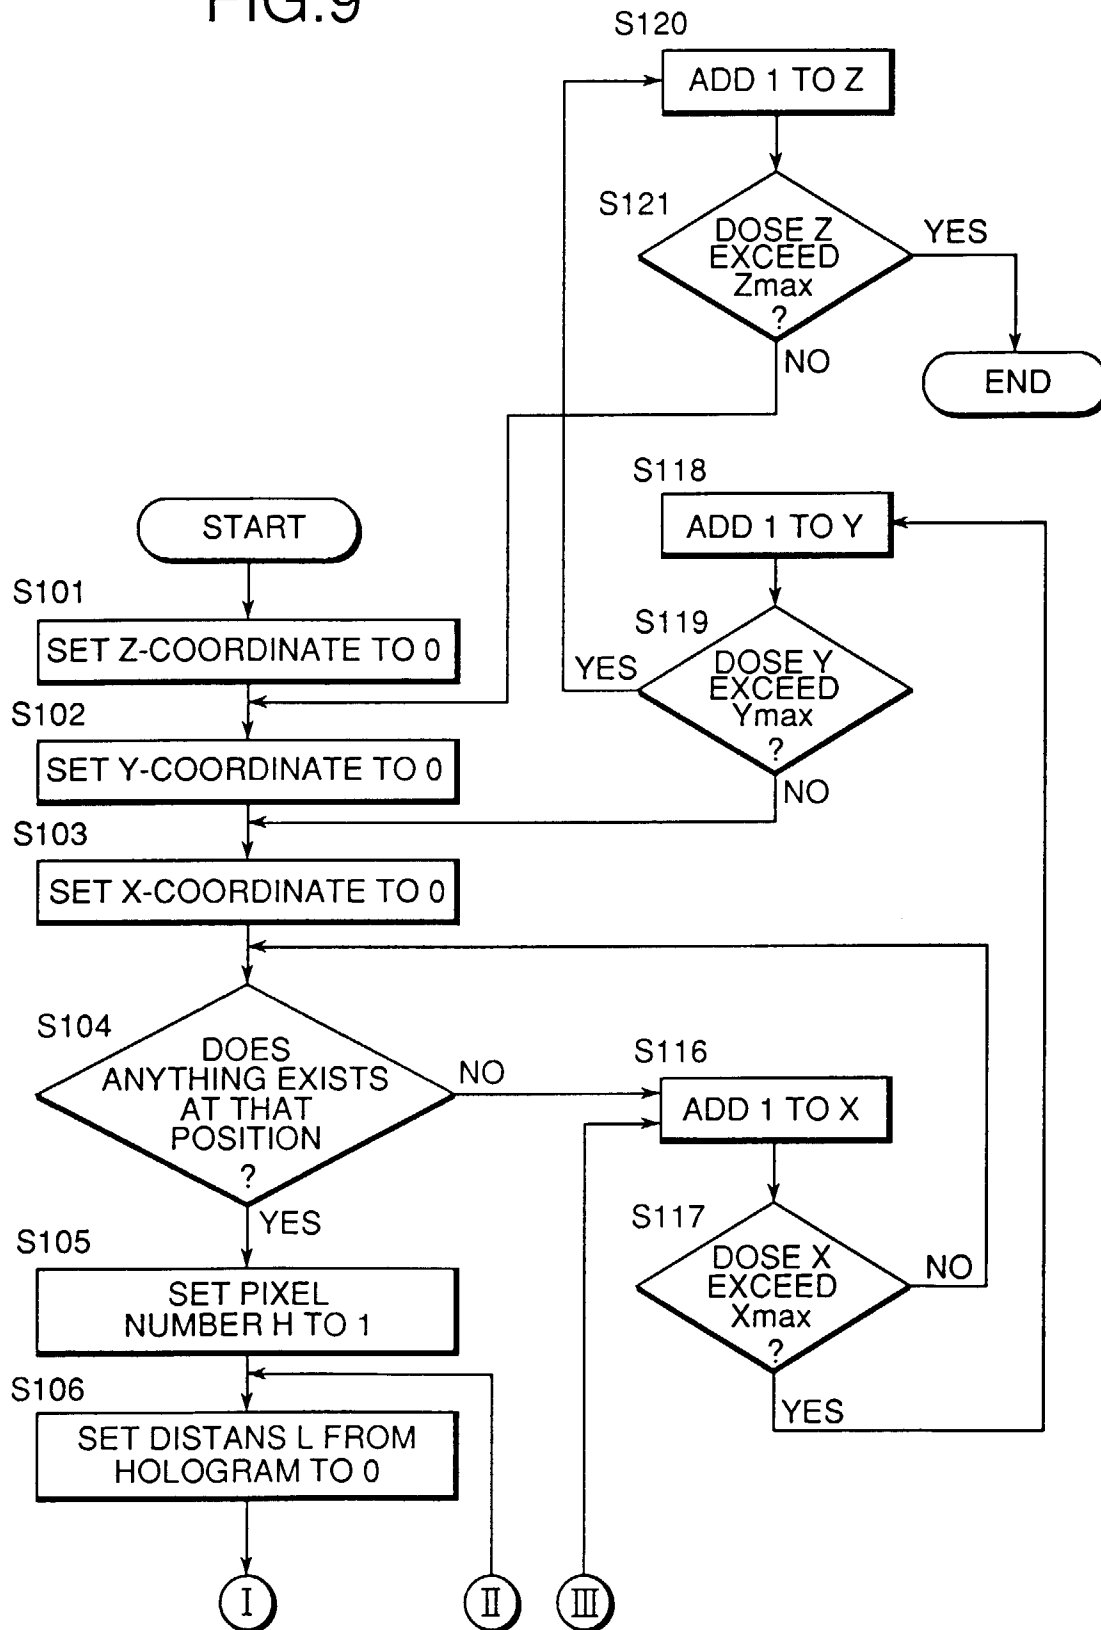 FIG.9
S120
ADD 1 TO Z
S121
DOSE Z
EXCEED
Zmax
?
YES
NO
END
S118
ADD 1 TO Y
S119
DOSE Y
EXCEED
Ymax
?
YES
NO
START
S101
SET Z-COORDINATE TO 0
S102
SET Y-COORDINATE TO 0
S103
SET X-COORDINATE TO 0
S104
DOES
ANYTHING EXISTS
AT THAT
POSITION
?
NO
YES
S116
ADD 1 TO X
S117
DOSE X
EXCEED
Xmax
?
NO
YES
S105
SET PIXEL
NUMBER H TO 1
S106
SET DISTANS L FROM
HOLOGRAM TO 0
I
II
III